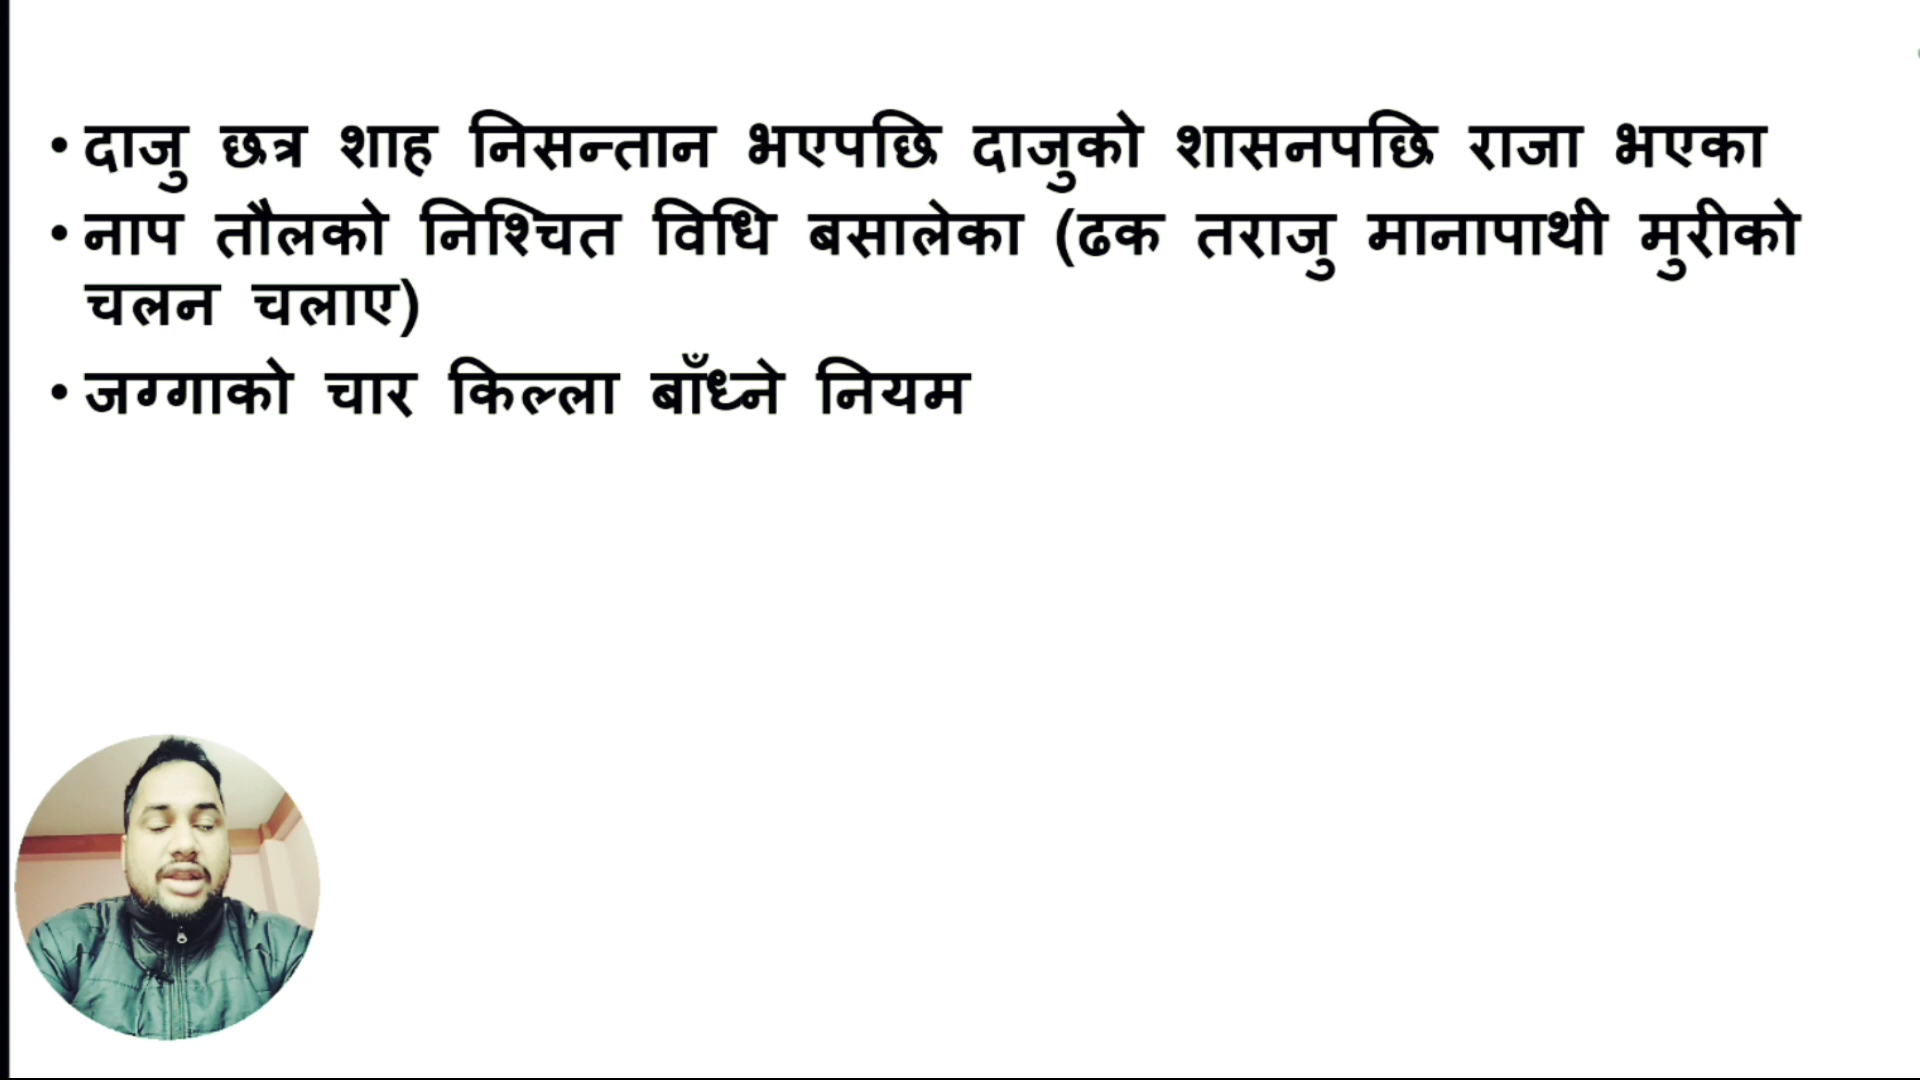 • दाजु छत्र शाह निसन्तान भएपछि दाजुको शासनपछि राजा भएका
• नाप तौलको निश्चित विधि बसालेका (ढक तराजु मानापाथी मुरीको
चलन चलाए)
• जग्गाको चार किल्ला बाँध्ने नियम